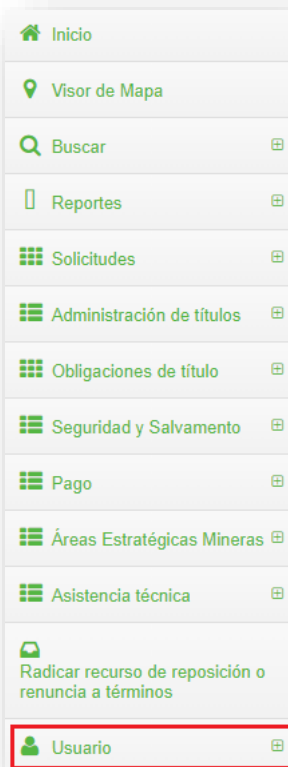 Inicio
Visor de Mapa
Buscar
Reportes
Solicitudes
Administración de títulos
Obligaciones de título
Seguridad y Salvamento
Pago
Áreas Estratégicas Mineras
Asistencia técnica
Radicar recurso de reposición o
renuncia a términos
Usuario